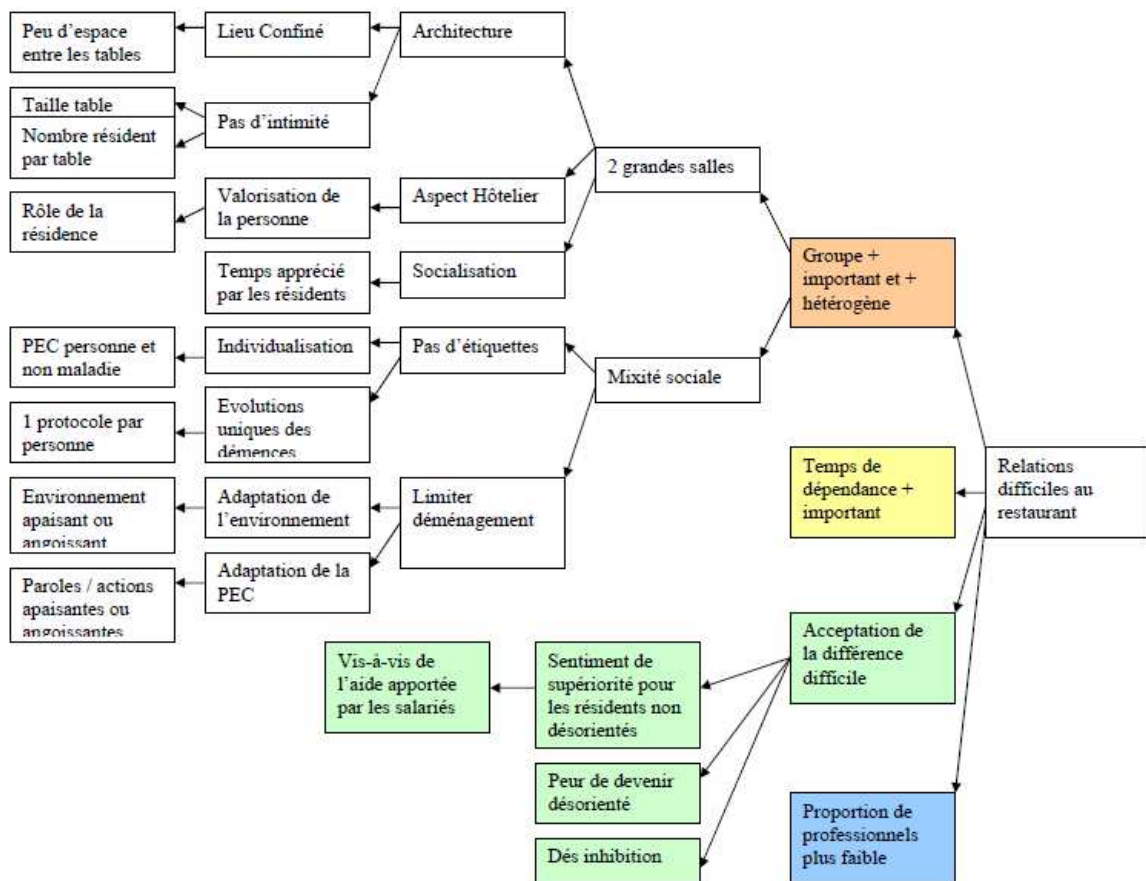 Peu d'espace
entre les tables
Lieu Confiné
Architecture
Taille table
Nombre résident
par table
Pas d'intimité
2 grandes salles
Rôle de la
résidence
Valorisation de
la personne
Aspect Hôtelier
Temps apprécié
par les résidents
Socialisation
Groupe +
important et +
hétérogène
PEC personne et
non maladie
Individualisation
Pas d'étiquettes
Mixité sociale
1 protocole par
personne
Evolutions
uniques des
démences
Environnement
apaisant ou
angoissant
Adaptation de
l'environnement
Limiter
déménagement
Temps de
dépendance +
important
Relations
difficiles au
restaurant
Paroles / actions
apaisantes ou
angoissantes
Adaptation de la
PEC
Vis-à-vis de
l'aide apportée
par les salariés
Sentiment de
supériorité pour
les résidents non
désorientés
Acceptation de
la différence
difficile
Peur de devenir
désorienté
Dés inhibition
Proportion de
professionnels
plus faible